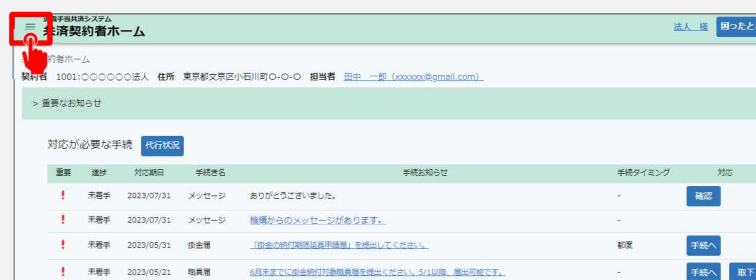 退職手当共済システム
共済契約者ホーム
法人 様 困ったと
約者ホーム
契約者 1001:〇〇〇〇〇〇法人 住所 東京都文京区小石川町O-O-O 担当者 田中 一郎 (xxxxxx@gmail.com)
> 重要なお知らせ
対応が必要な手続 代行状況
重要 進捗 対応期日 手続き名 手続お知らせ 手続タイミング 対応
! 未着手 2023/07/31 メッセージ ありがとうございました。 - 確認
! 未着手 2023/07/31 メッセージ 機構からのメッセージがあります。 -
! 未着手 2023/05/31 掛金届 「掛金の納付期限延長申請届」を提出してください。 都度 手続へ
! 未着手 2023/05/21 職員届 6月末までに掛金納付対象職員届を提出ください。5/1以降、届出可能です。 - 手続へ 取下